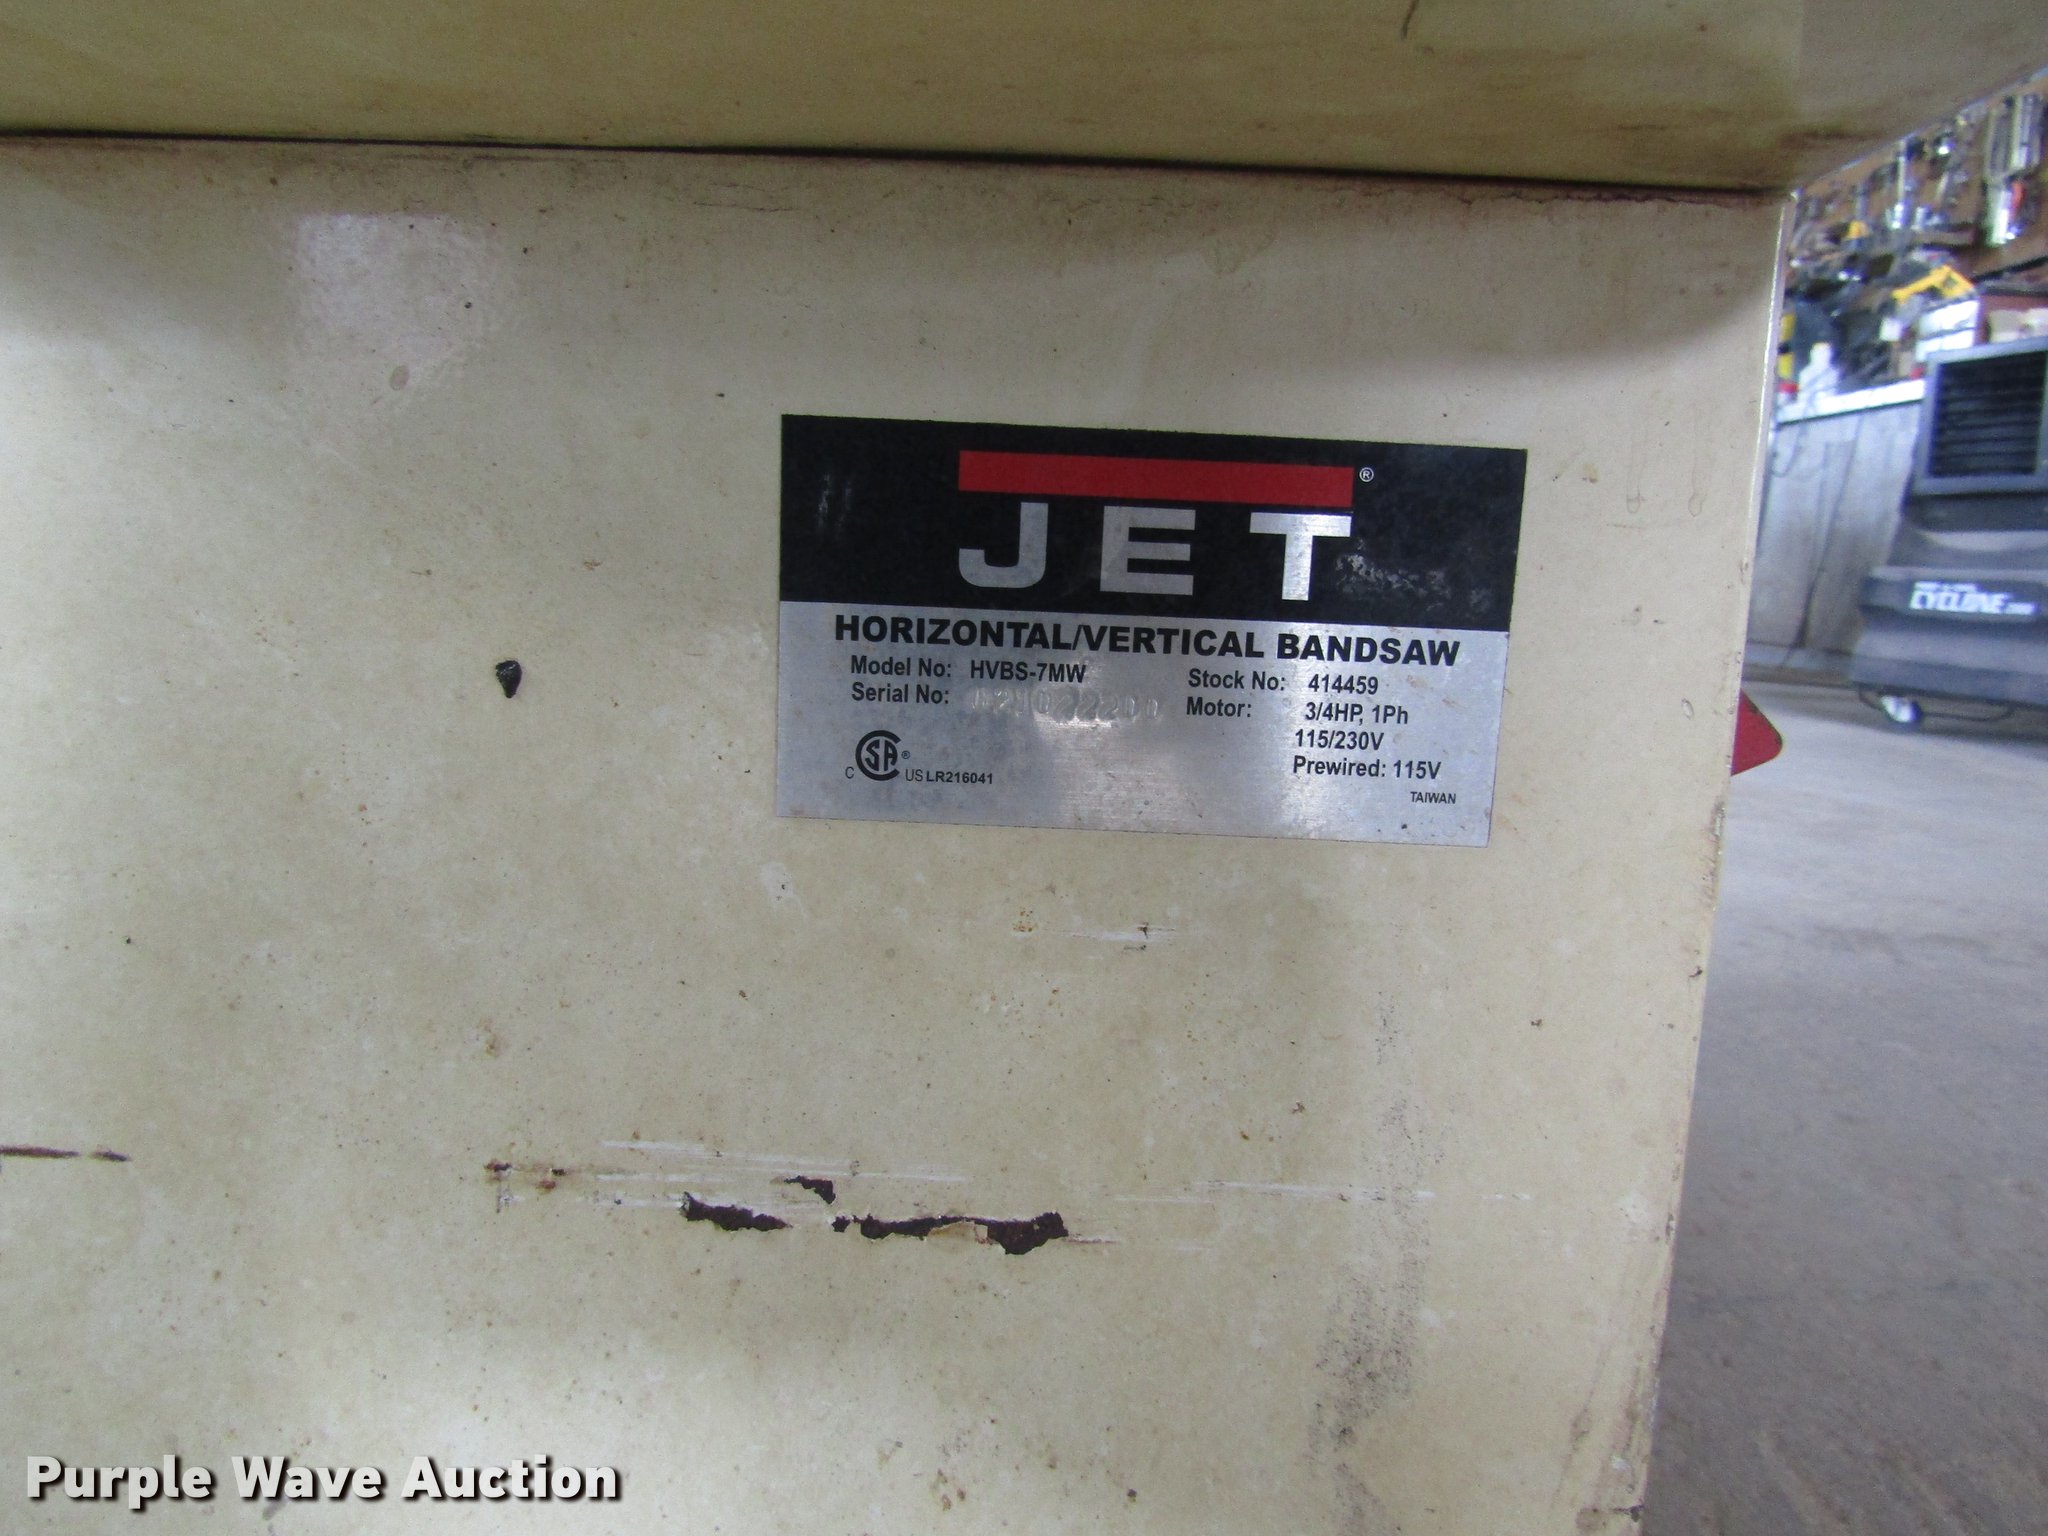 JET®
HORIZONTAL/VERTICAL BANDSAW
Model No: HVBS-7MW
Stock No: 414459
Serial No:
Motor: 3/4HP, 1Ph
115/230V
Prewired: 115V
C CSA® US LR216041
TAIWAN
CYCLONE
Purple Wave Auction